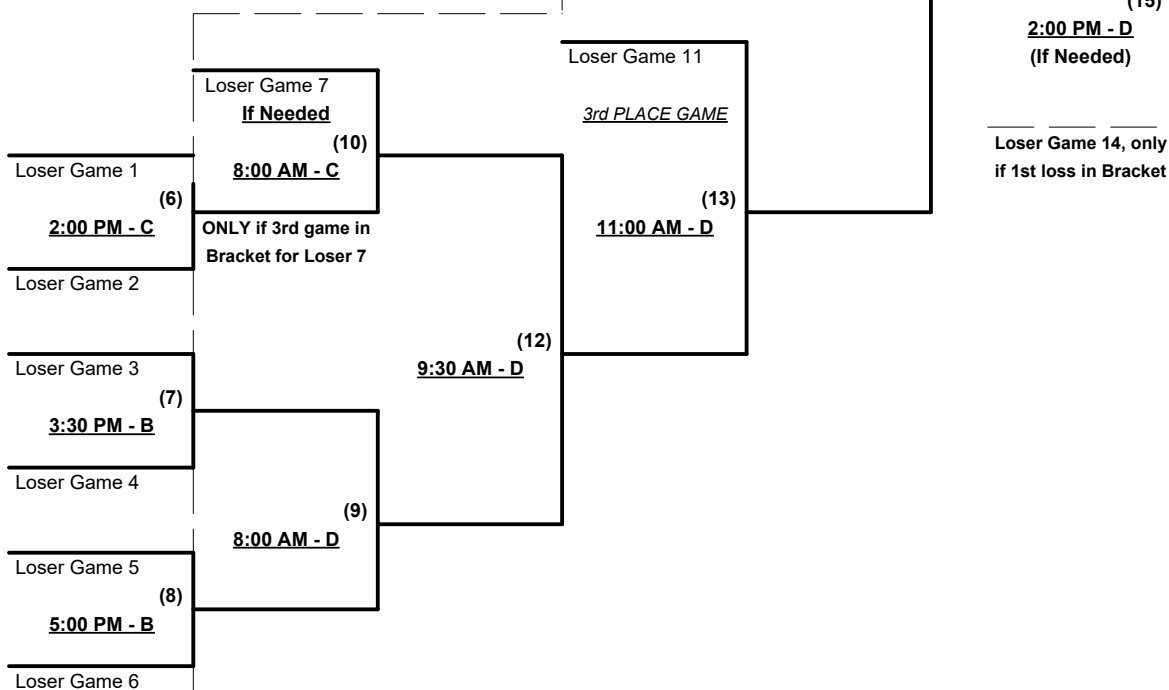 (15)
2:00 PM - D
(If Needed)
Loser Game 11
3rd PLACE GAME
Loser Game 7
If Needed
(10)
8:00 AM - C
Loser Game 14, only
if 1st loss in Bracket
Loser Game 1
(6)
2:00 PM - C
ONLY if 3rd game in
Bracket for Loser 7
(13)
11:00 AM - D
Loser Game 2
(12)
9:30 AM - D
Loser Game 3
(7)
3:30 PM - B
Loser Game 4
(9)
8:00 AM - D
Loser Game 5
(8)
5:00 PM - B
Loser Game 6